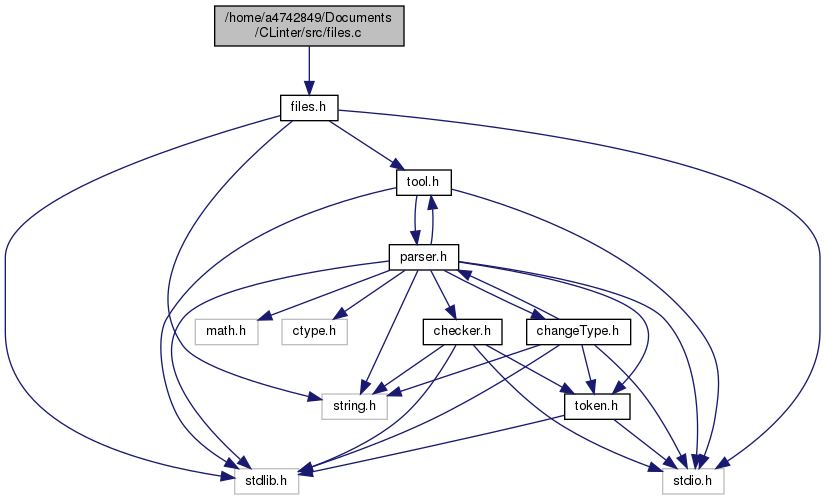 /home/a4742849/Documents
/CLinter/src/files.c
files.h
tool.h
parser.h
math.h
ctype.h
checker.h
changeType.h
string.h
token.h
stdlib.h
stdio.h